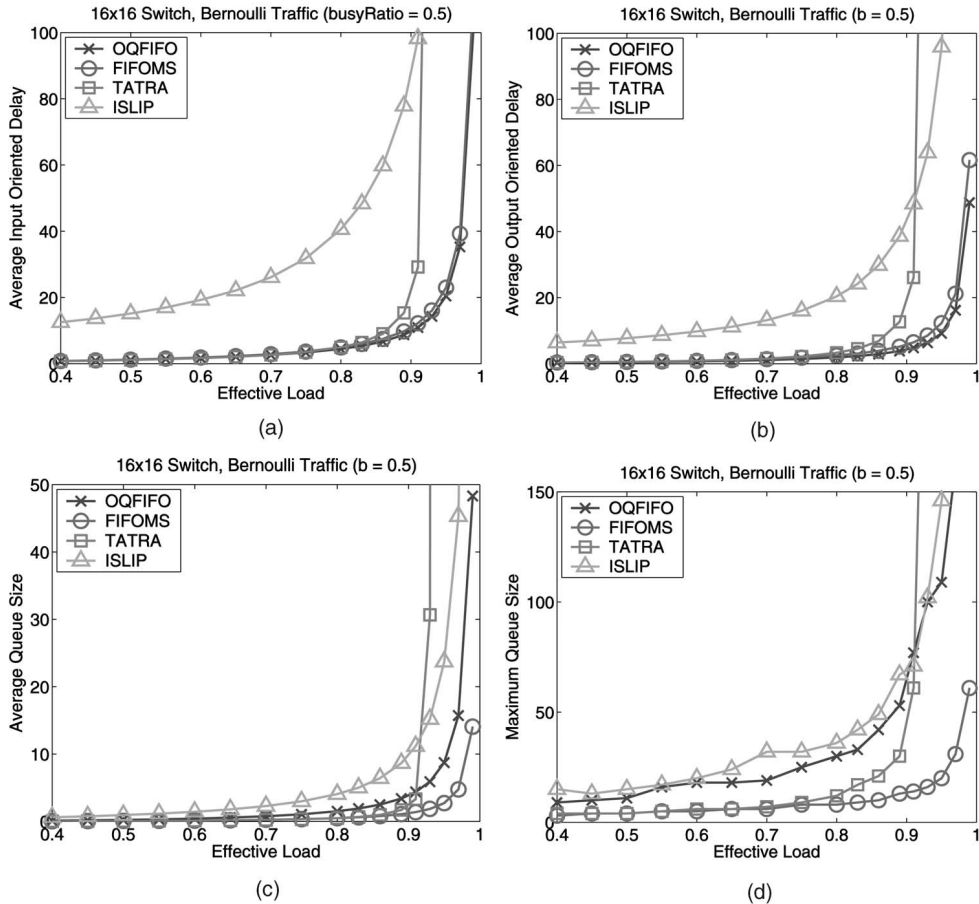 16x16 Switch, Bernoulli Traffic (busyRatio = 0.5)
100
80
60
40
20
0
Average Input Oriented Delay
OQFIFO
FIFOMS
TATRA
ISLIP
0.4 0.5 0.6 0.7 0.8 0.9 1
Effective Load
(a)
16x16 Switch, Bernoulli Traffic (b = 0.5)
100
80
60
40
20
0
Average Output Oriented Delay
OQFIFO
FIFOMS
TATRA
ISLIP
0.4 0.5 0.6 0.7 0.8 0.9 1
Effective Load
(b)
16x16 Switch, Bernoulli Traffic (b = 0.5)
50
40
30
20
10
0
Average Queue Size
OQFIFO
FIFOMS
TATRA
ISLIP
0.4 0.5 0.6 0.7 0.8 0.9 1
Effective Load
(c)
16x16 Switch, Bernoulli Traffic (b = 0.5)
150
100
50
0
Maximum Queue Size
OQFIFO
FIFOMS
TATRA
ISLIP
0.4 0.5 0.6 0.7 0.8 0.9 1
Effective Load
(d)